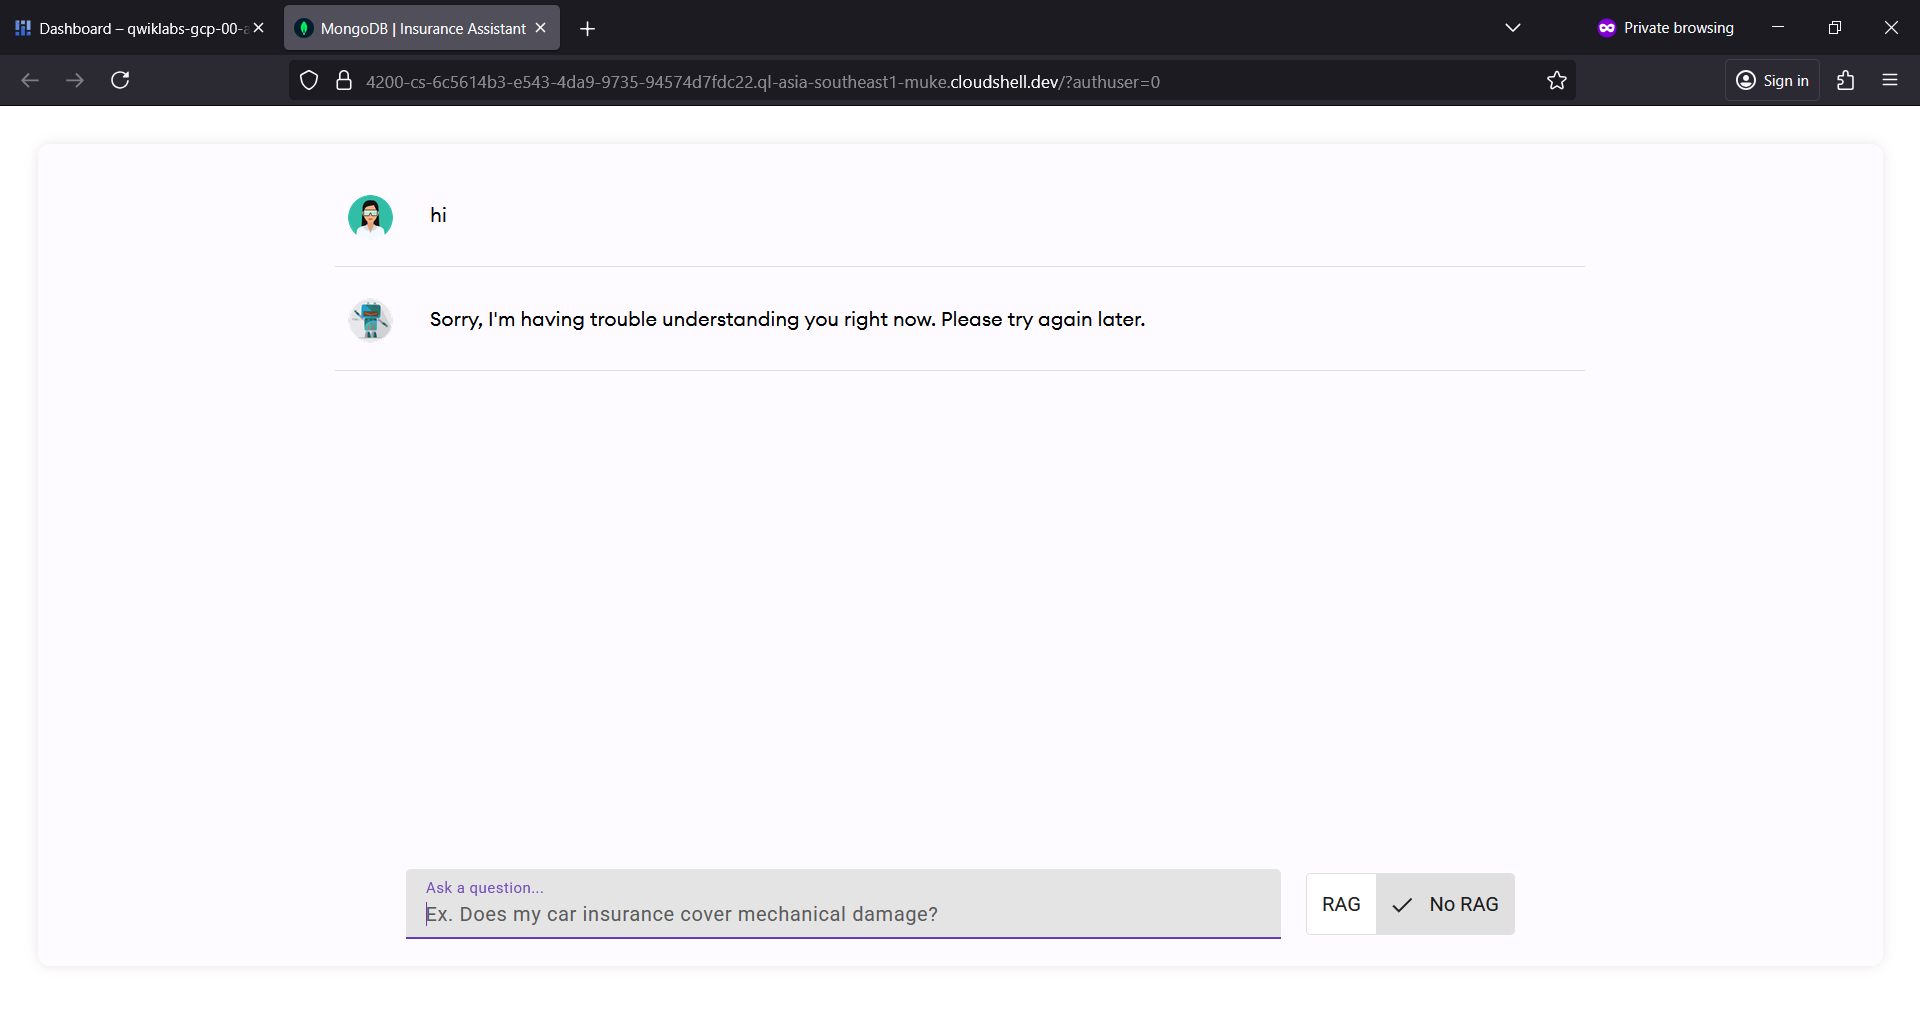 Dashboard – qwiklabs-gcp-00-a
MongoDB | Insurance Assistant
Private browsing
4200-cs-6c5614b3-e543-4da9-9735-94574d7fdc22.ql-asia-southeast1-muke.cloudshell.dev/?authuser=0
Sign in
hi
Sorry, I'm having trouble understanding you right now. Please try again later.
Ask a question...
Ex. Does my car insurance cover mechanical damage?
RAG
No RAG